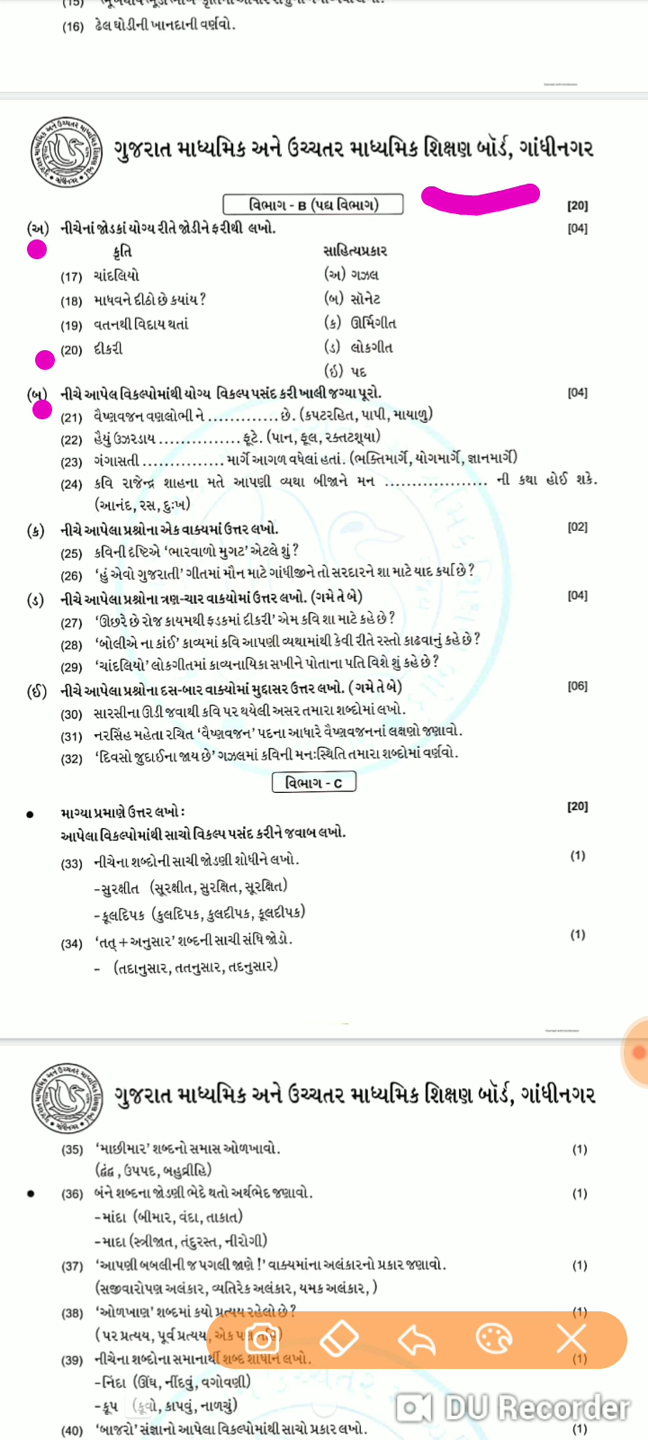 (16) ઢેલ ઘોડીની ખાનદાની વર્ણવો.
ગુજરાત માધ્યમિક અને ઉચ્ચતર માધ્યમિક શિક્ષણ બૉર્ડ, ગાંધીનગર
વિભાગ - B (પદ્ય વિભાગ) [20]
(અ) નીચેનાં જોડકાં યોગ્ય રીતે જોડીને ફરીથી લખો. [04]
કૃતિ સાહિત્યપ્રકાર
(17) ચાંદલિયો (અ) ગઝલ
(18) માધવને દીઠો છે કયાંય? (બ) સૉનેટ
(19) વતનથી વિદાય થતાં (ક) ઊર્મિગીત
(20) દીકરી (ડ) લોકગીત
(ઈ) પદ
(બ) નીચે આપેલ વિકલ્પોમાંથી યોગ્ય વિકલ્પ પસંદ કરી ખાલી જગ્યા પૂરો. [04]
(21) વૈષ્ણવજન વણલોભી ને ............. છે. (કપટરહિત, પાપી, માયાળુ)
(22) હૈયું ઉઝરડાય ............... ફૂટે. (પાન, ફૂલ, રક્તટશૂયા)
(23) ગંગાસતી ............... માર્ગે આગળ વધેલાં હતાં. (ભક્તિમાર્ગે, યોગમાર્ગે, જ્ઞાનમાર્ગે)
(24) કવિ રાજેન્દ્ર શાહના મતે આપણી વ્યથા બીજાને મન ................... ની કથા હોઈ શકે.
(આનંદ, રસ, દુઃખ)
(ક) નીચે આપેલા પ્રશ્નોના એક વાક્યમાં ઉત્તર લખો. [02]
(25) કવિની દષ્ટિએ ‘ભારવાળો મુગટ’ એટલે શું ?
(26) ‘હું એવો ગુજરાતી’ ગીતમાં મૌન માટે ગાંધીજીને તો સરદારને શા માટે યાદ કર્યા છે ?
(ડ) નીચે આપેલા પ્રશ્નોના ત્રણ-ચાર વાકયોમાં ઉત્તર લખો. (ગમે તે બે) [04]
(27) ‘ઊછરે છે રોજ કાયમથી ફડકમાં દીકરી’ એમ કવિ શા માટે કહે છે ?
(28) ‘બોલીએ ના કાંઈ’ કાવ્યમાં કવિ આપણી વ્યથામાંથી કેવી રીતે રસ્તો કાઢવાનું કહે છે ?
(29) ‘ચાંદલિયો’ લોકગીતમાં કાવ્યનાયિકા સખીને પોતાના પતિ વિશે શું કહે છે ?
(ઈ) નીચે આપેલા પ્રશ્નોના દસ-બાર વાક્યોમાં મુદ્દાસર ઉત્તર લખો. (ગમે તે બે) [06]
(30) સારસીના ઊડી જવાથી કવિ પર થયેલી અસર તમારા શબ્દોમાં લખો.
(31) નરસિંહ મહેતા રચિત ‘વૈષ્ણવજન’ પદના આધારે વૈષ્ણવજનનાં લક્ષણો જણાવો.
(32) ‘દિવસો જુદાઈના જાય છે’ ગઝલમાં કવિની મનઃસ્થિતિ તમારા શબ્દોમાં વર્ણવો.
વિભાગ - C
● માગ્યા પ્રમાણે ઉત્તર લખો : [20]
આપેલા વિકલ્પોમાંથી સાચો વિકલ્પ પસંદ કરીને જવાબ લખો.
(33) નીચેના શબ્દોની સાચી જોડણી શોધીને લખો. (1)
-સુરક્ષીત (સૂરક્ષીત, સુરક્ષિત, સૂરક્ષિત)
-કૂલદિપક (કુલદિપક, કુલદીપક, કૂલદીપક)
(34) ‘તત્ + અનુસાર’ શબ્દની સાચી સંધિ જોડો. (1)
- (તદાનુસાર, તતનુસાર, તદનુસાર)
ગુજરાત માધ્યમિક અને ઉચ્ચતર માધ્યમિક શિક્ષણ બૉર્ડ, ગાંધીનગર
(35) ‘માછીમાર’ શબ્દનો સમાસ ઓળખાવો. (1)
(દ્વંદ્વ, ઉપપદ, બહુવ્રીહિ)
● (36) બંને શબ્દના જોડણી ભેદે થતો અર્થભેદ જણાવો. (1)
-માંદા (બીમાર, વંદા, તાકાત)
-માદા (સ્ત્રીજાત, તંદુરસ્ત, નીરોગી)
(37) ‘આપણી બબલીની જ પગલી જાણે !’ વાક્યમાંના અલંકારનો પ્રકાર જણાવો. (1)
(સજીવારોપણ અલંકાર, વ્યતિરેક અલંકાર, યમક અલંકાર, )
(38) ‘ઓળખાણ’ શબ્દમાં કયો પ્રત્યય રહેલો છે ? (1)
(પર પ્રત્યય, પૂર્વ પ્રત્યય, એક પણ નહિ)
(39) નીચેના શબ્દોના સમાનાર્થી શબ્દ શોધીને લખો. (1)
-નિંદા (ઊંઘ, નીંદવું, વગોવણી)
-કૂપ (કૂવો, કાપવું, નાળચું)
DU Recorder
(40) ‘બાજરો’ સંજ્ઞાનો આપેલા વિકલ્પોમાંથી સાચો પ્રકાર લખો. (1)